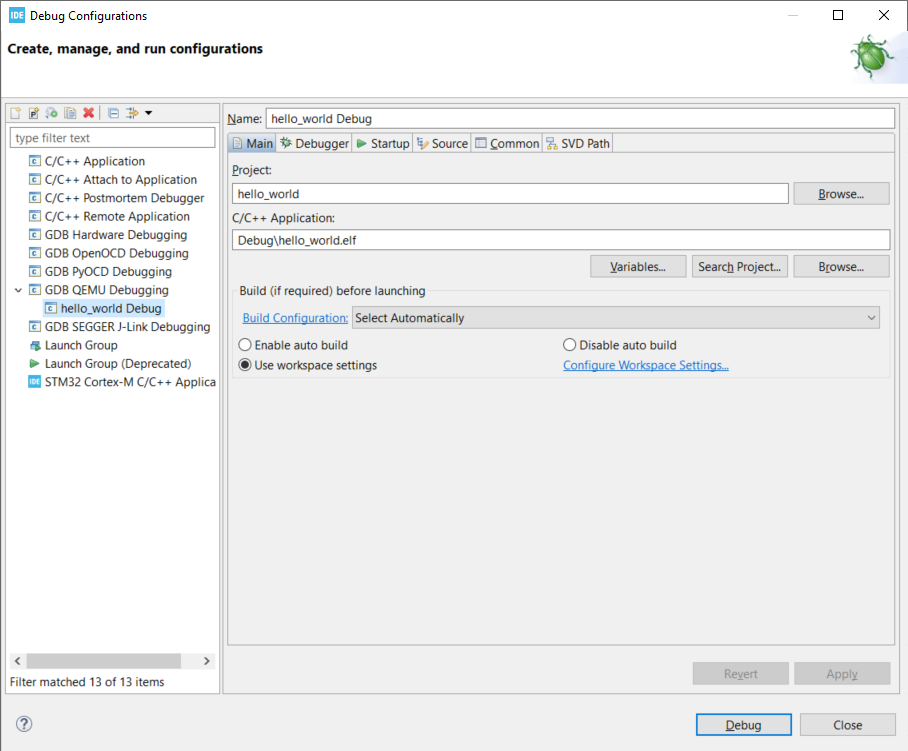 IDE Debug Configurations
Create, manage, and run configurations
type filter text
C/C++ Application
C/C++ Attach to Application
C/C++ Postmortem Debugger
C/C++ Remote Application
GDB Hardware Debugging
GDB OpenOCD Debugging
GDB PyOCD Debugging
GDB QEMU Debugging
hello_world Debug
GDB SEGGER J-Link Debugging
Launch Group
Launch Group (Deprecated)
IDE STM32 Cortex-M C/C++ Applica
Filter matched 13 of 13 items
Name: hello_world Debug
Main Debugger Startup Source Common SVD Path
Project:
hello_world Browse...
C/C++ Application:
Debug\hello_world.elf
Variables... Search Project... Browse...
Build (if required) before launching
Build Configuration: Select Automatically
Enable auto build Disable auto build
Use workspace settings Configure Workspace Settings...
Revert Apply
? Debug Close